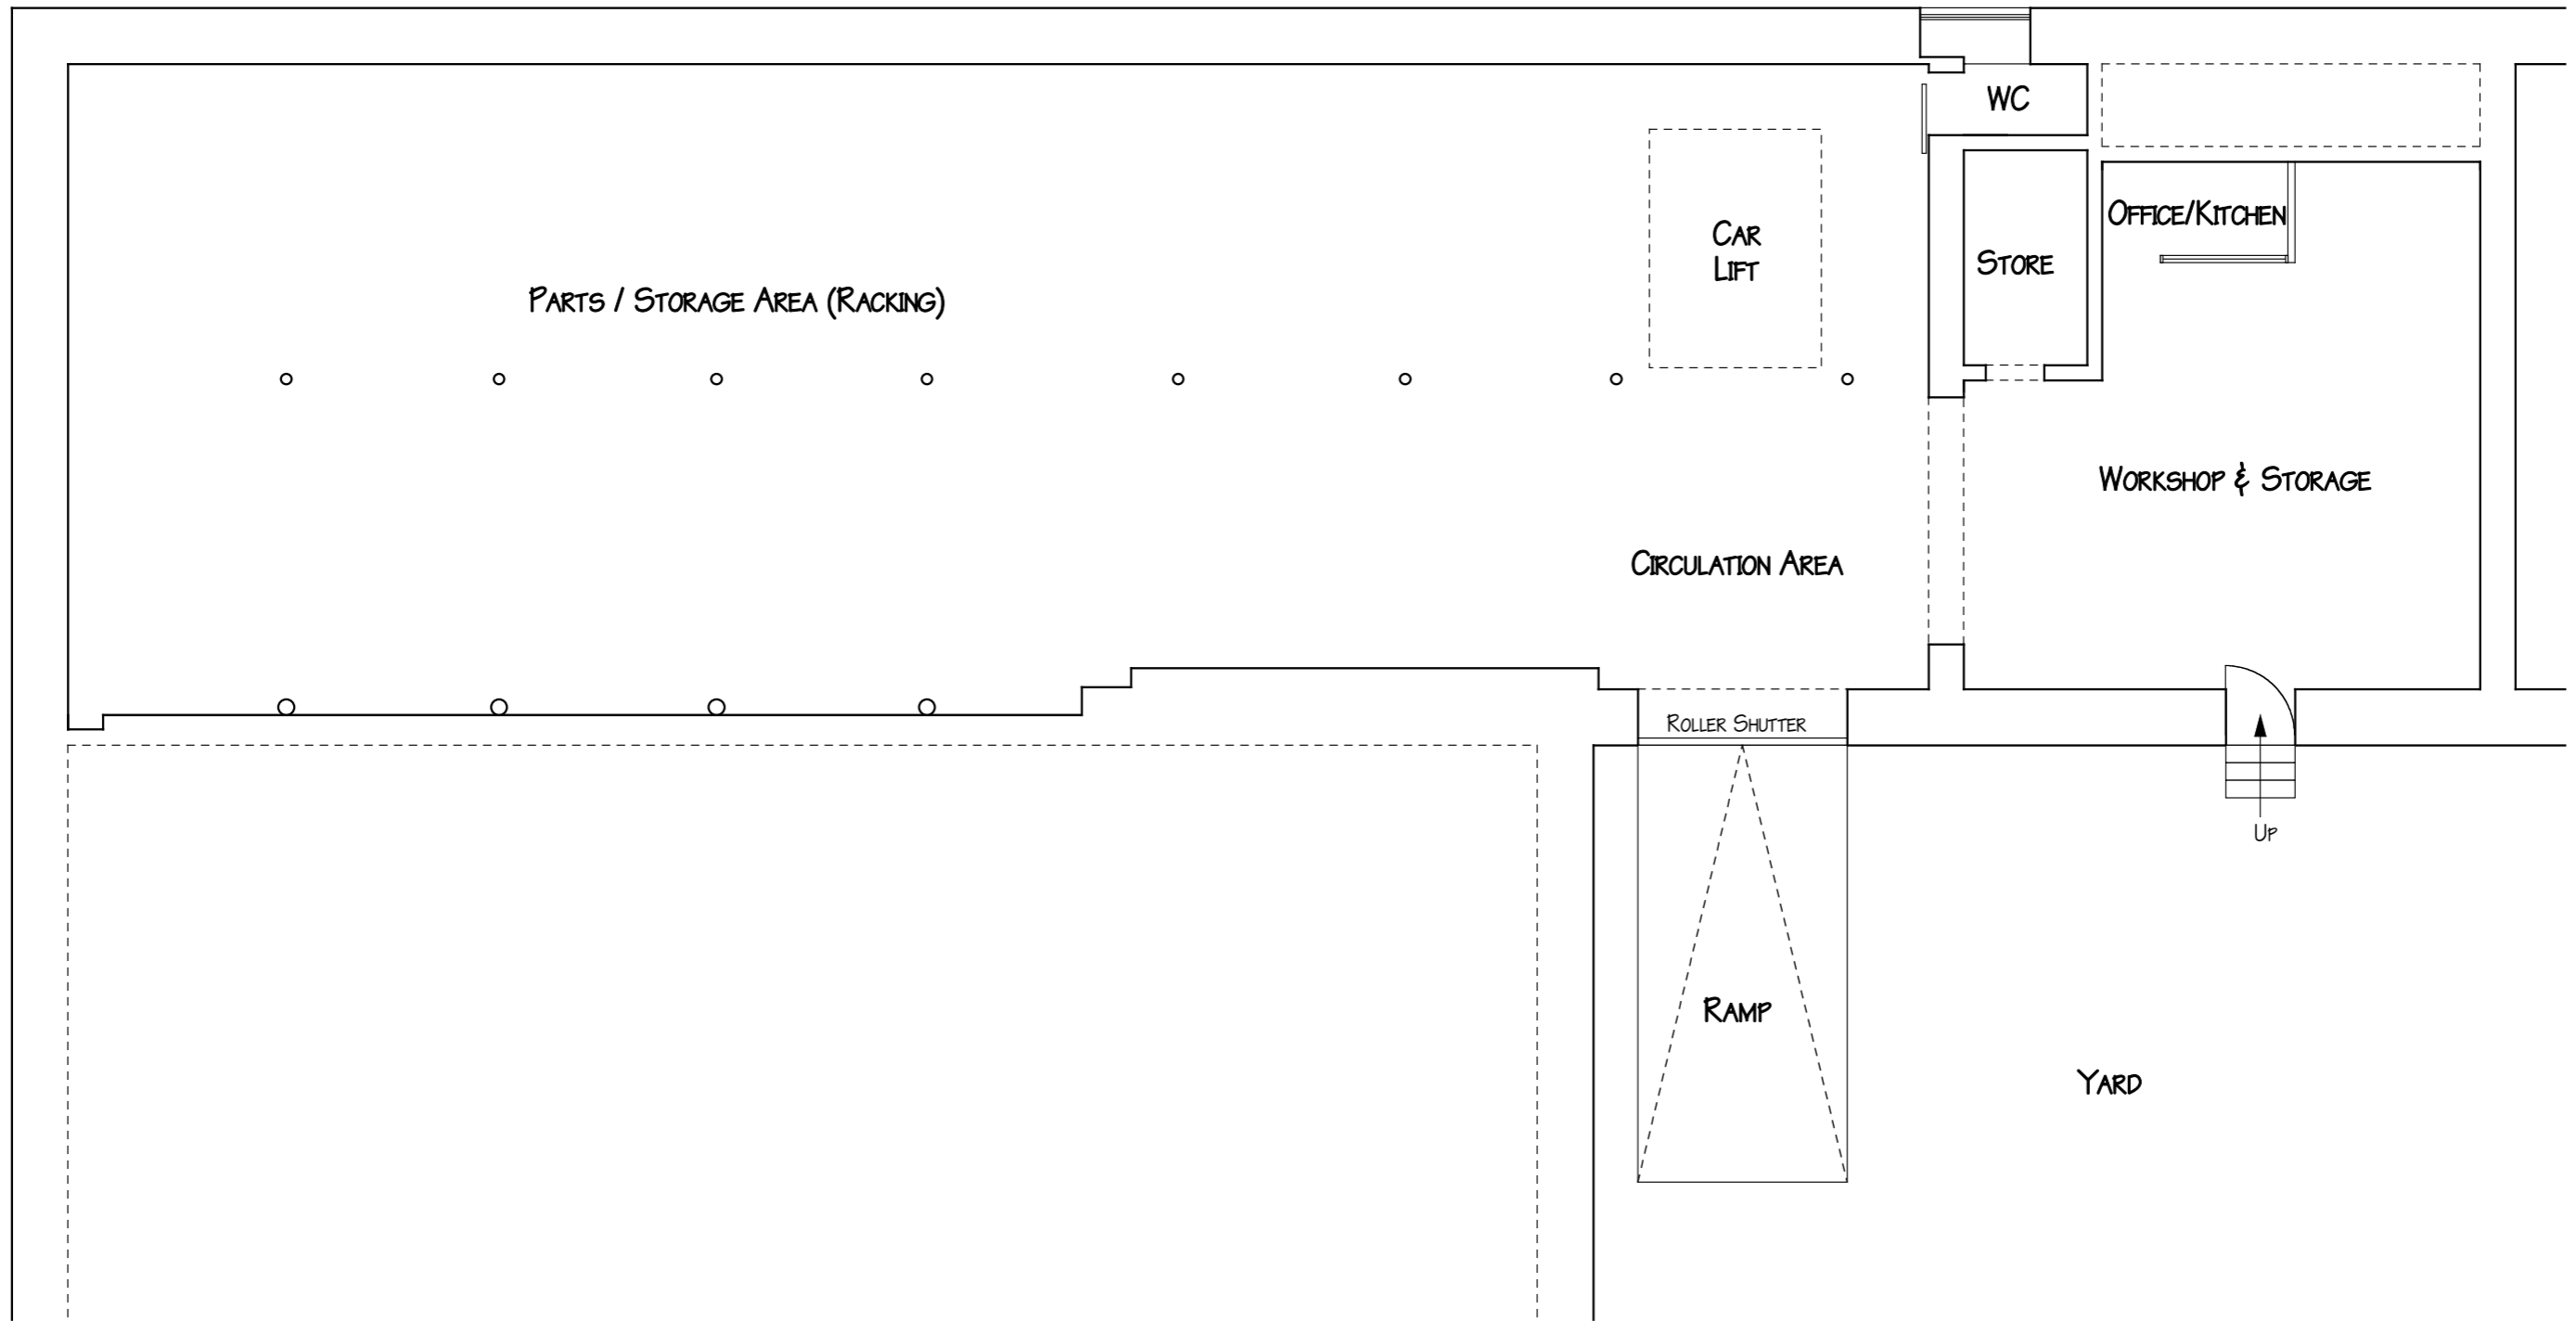 WC
Office/Kitchen
Car
Lift
Store
Parts / Storage Area (Racking)
Workshop & Storage
Circulation Area
Roller Shutter
Up
Ramp
Yard